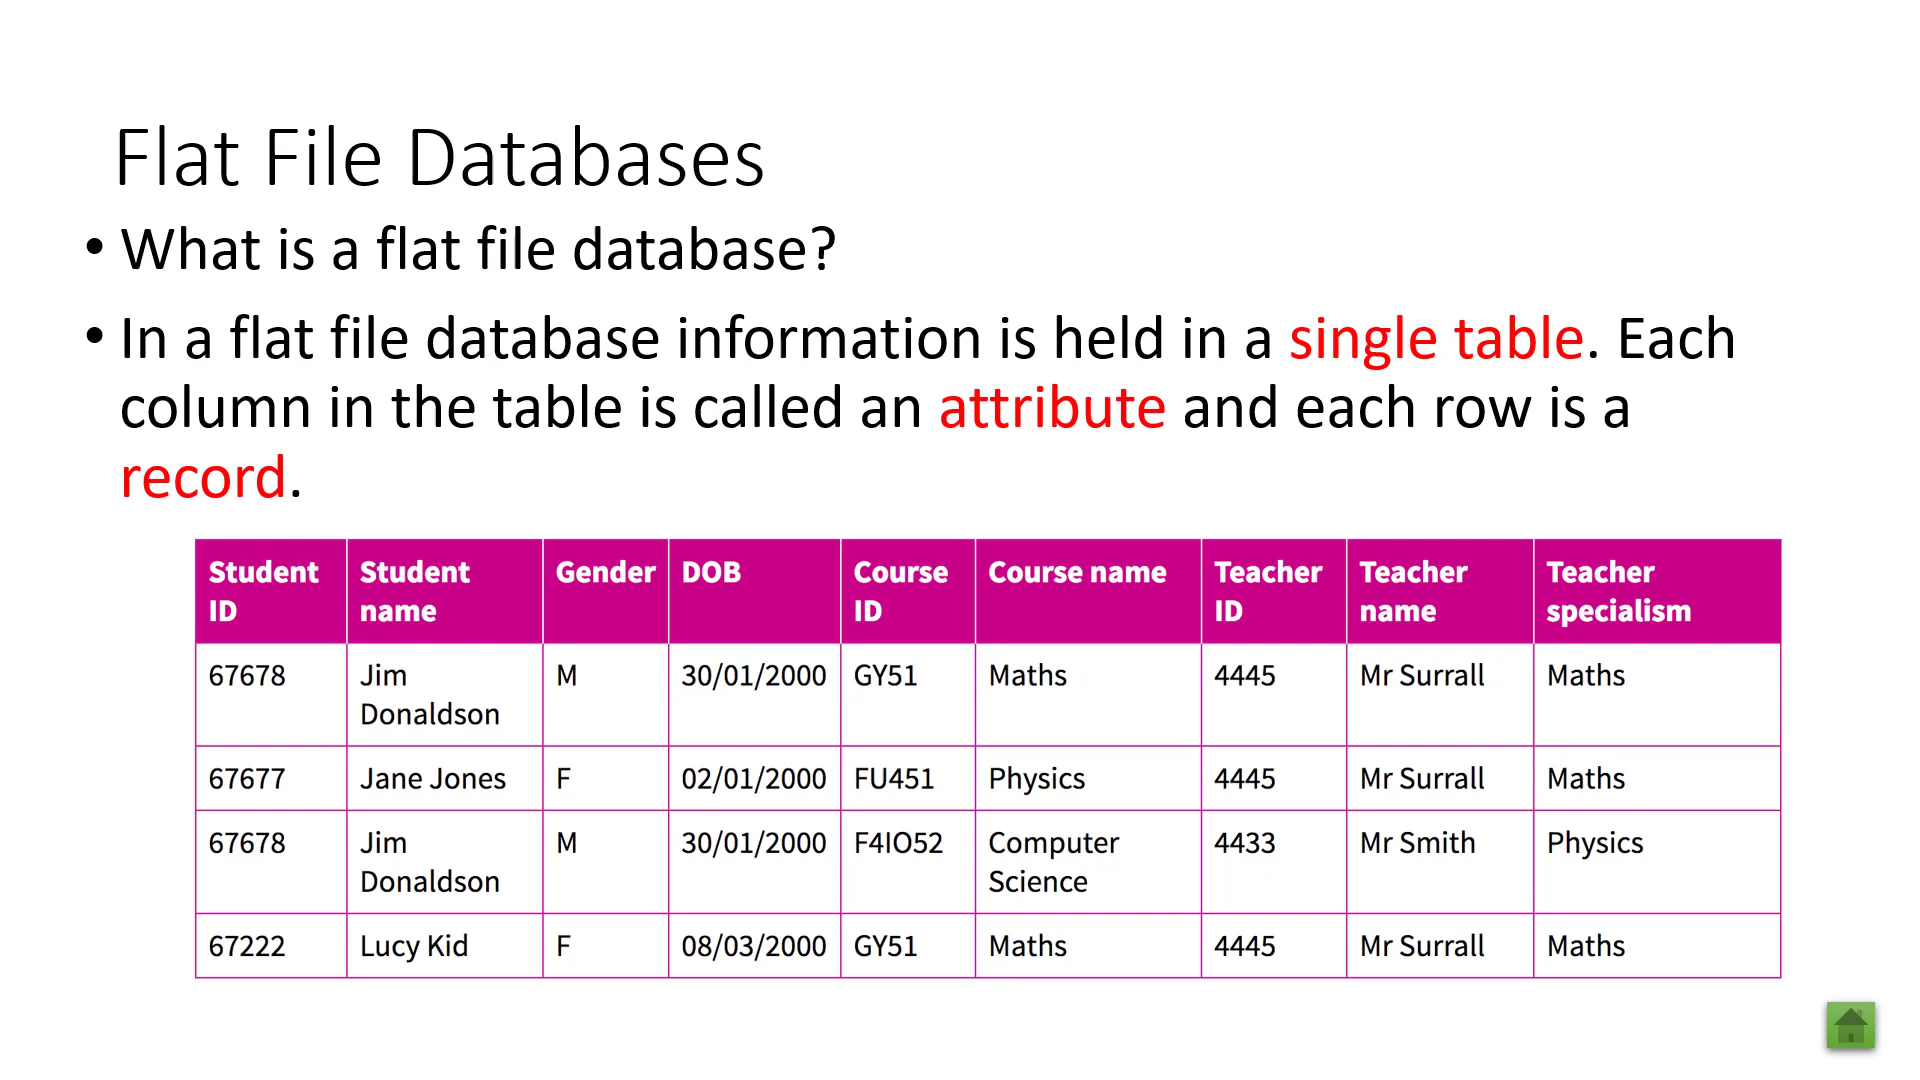 Flat File Databases
• What is a flat file database?
• In a flat file database information is held in a single table. Each
column in the table is called an attribute and each row is a
record.
Student ID | Student name | Gender | DOB | Course ID | Course name | Teacher ID | Teacher name | Teacher specialism
67678 | Jim Donaldson | M | 30/01/2000 | GY51 | Maths | 4445 | Mr Surrall | Maths
67677 | Jane Jones | F | 02/01/2000 | FU451 | Physics | 4445 | Mr Surrall | Maths
67678 | Jim Donaldson | M | 30/01/2000 | F4IO52 | Computer Science | 4433 | Mr Smith | Physics
67222 | Lucy Kid | F | 08/03/2000 | GY51 | Maths | 4445 | Mr Surrall | Maths